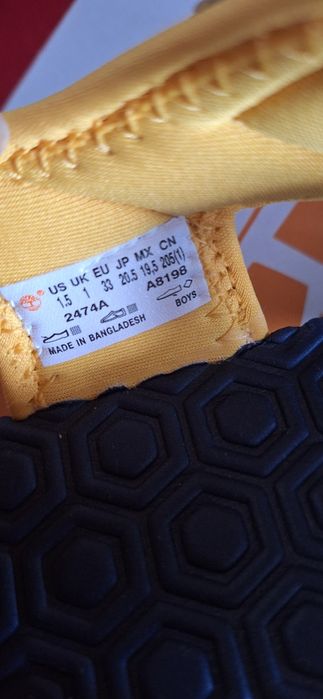 US UK EU JP MX CN
1.5 1 33 20.5 19.5 205(1)
2474A A8198
BOYS
MADE IN BANGLADESH